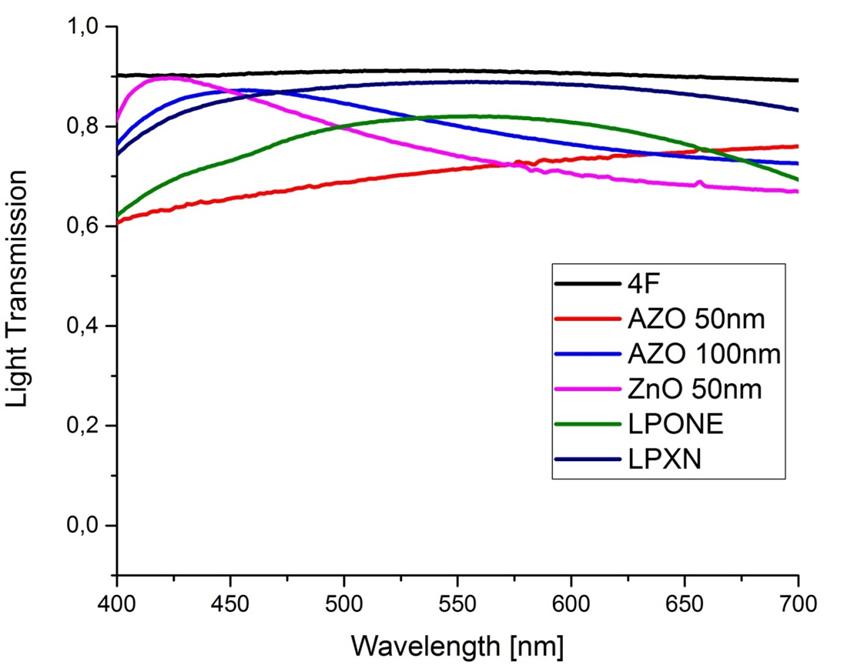 1,0
0,8
0,6
0,4
0,2
0,0
Light Transmission
4F
AZO 50nm
AZO 100nm
ZnO 50nm
LPONE
LPXN
400 450 500 550 600 650 700
Wavelength [nm]